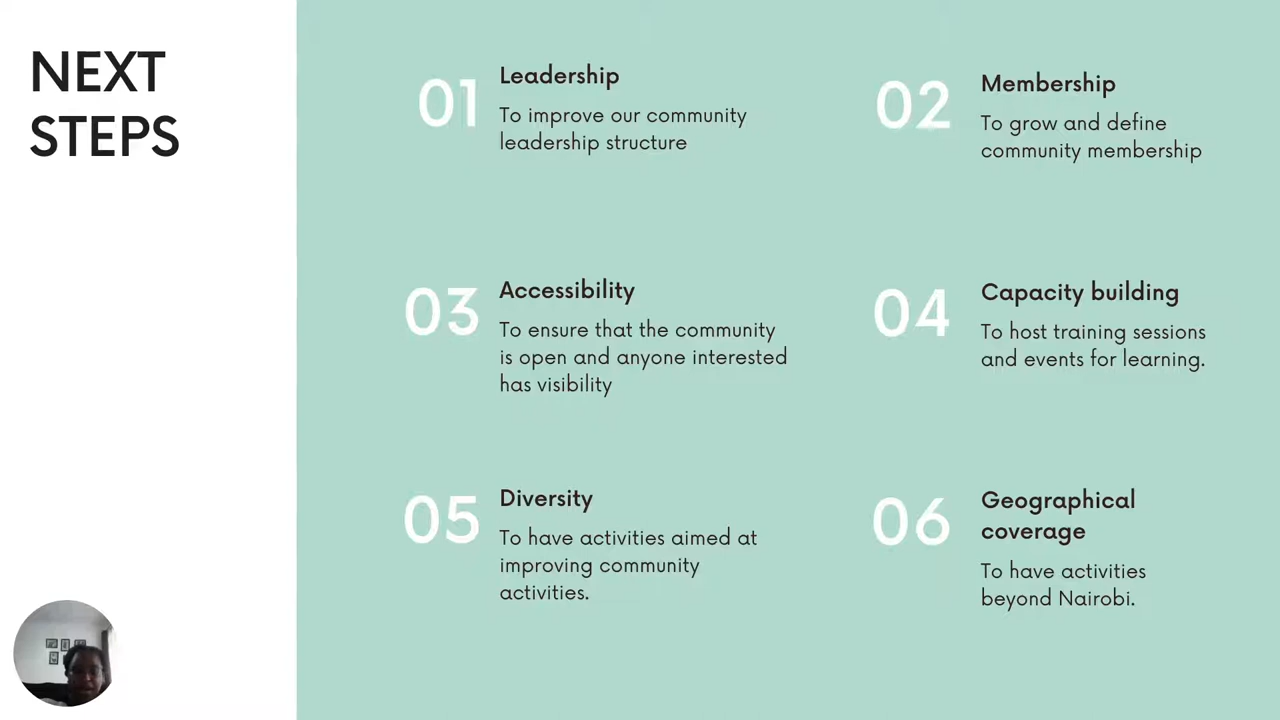 NEXT
STEPS
01
Leadership
To improve our community
leadership structure
02
Membership
To grow and define
community membership
03
Accessibility
To ensure that the community
is open and anyone interested
has visibility
04
Capacity building
To host training sessions
and events for learning.
05
Diversity
To have activities aimed at
improving community
activities.
06
Geographical
coverage
To have activities
beyond Nairobi.